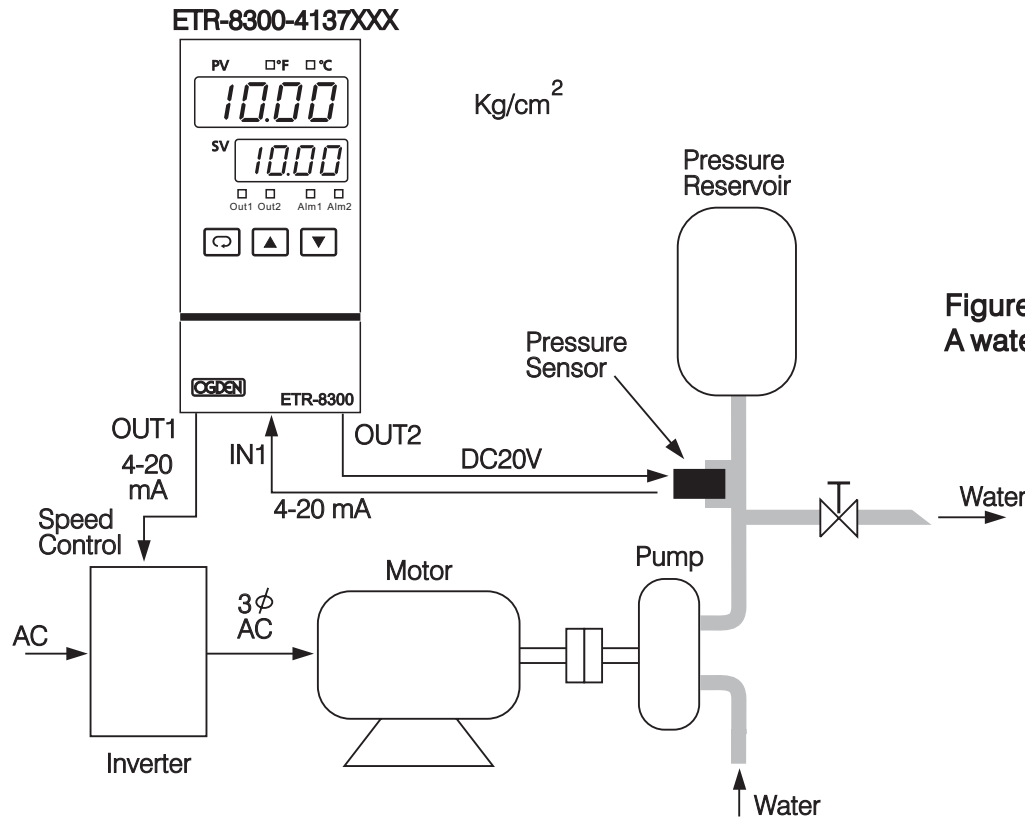 ETR-8300-4137XXX
PV °F °C
10.00
Kg/cm²
SV
10.00
Out1 Out2 Alm1 Alm2
Pressure
Reservoir
Figure
A wate
Pressure
Sensor
OGDEN
ETR-8300
OUT1
IN1
OUT2
4-20
mA
DC20V
4-20 mA
Water
Speed
Control
Pump
Motor
3ϕ
AC
AC
Inverter
Water